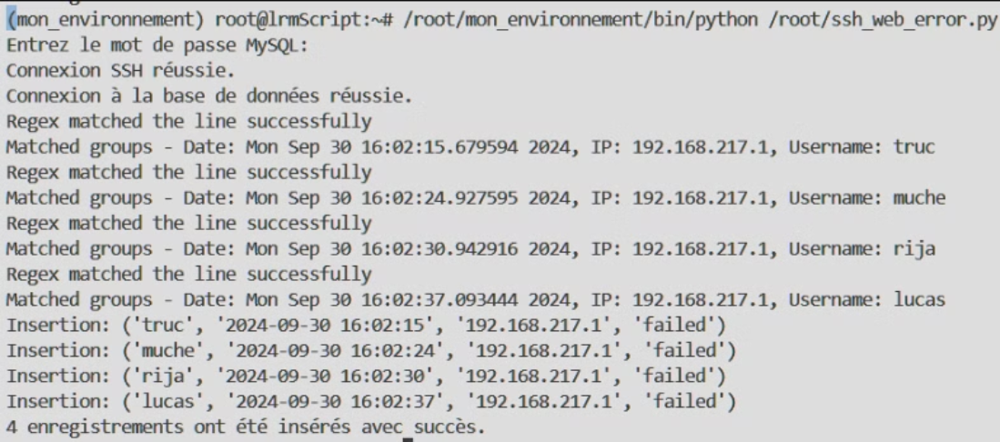 (mon_environnement) root@lrmScript:~# /root/mon_environnement/bin/python /root/ssh_web_error.py
Entrez le mot de passe MySQL:
Connexion SSH réussie.
Connexion à la base de données réussie.
Regex matched the line successfully
Matched groups - Date: Mon Sep 30 16:02:15.679594 2024, IP: 192.168.217.1, Username: truc
Regex matched the line successfully
Matched groups - Date: Mon Sep 30 16:02:24.927595 2024, IP: 192.168.217.1, Username: muche
Regex matched the line successfully
Matched groups - Date: Mon Sep 30 16:02:30.942916 2024, IP: 192.168.217.1, Username: rija
Regex matched the line successfully
Matched groups - Date: Mon Sep 30 16:02:37.093444 2024, IP: 192.168.217.1, Username: lucas
Insertion: ('truc', '2024-09-30 16:02:15', '192.168.217.1', 'failed')
Insertion: ('muche', '2024-09-30 16:02:24', '192.168.217.1', 'failed')
Insertion: ('rija', '2024-09-30 16:02:30', '192.168.217.1', 'failed')
Insertion: ('lucas', '2024-09-30 16:02:37', '192.168.217.1', 'failed')
4 enregistrements ont été insérés avec succès.